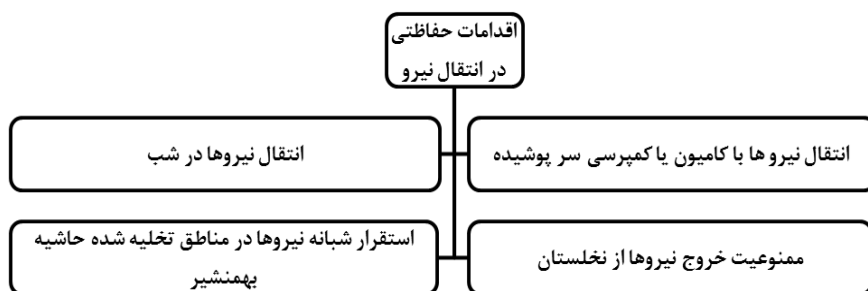 اقدامات حفاظتی
در انتقال نیرو
انتقال نیرو ها با کامیون یا کمپرسی سر پوشیده
انتقال نیروها در شب
ممنوعیت خروج نیروها از نخلستان
استقرار شبانه نیروها در مناطق تخلیه شده حاشیه
بهمنشیر